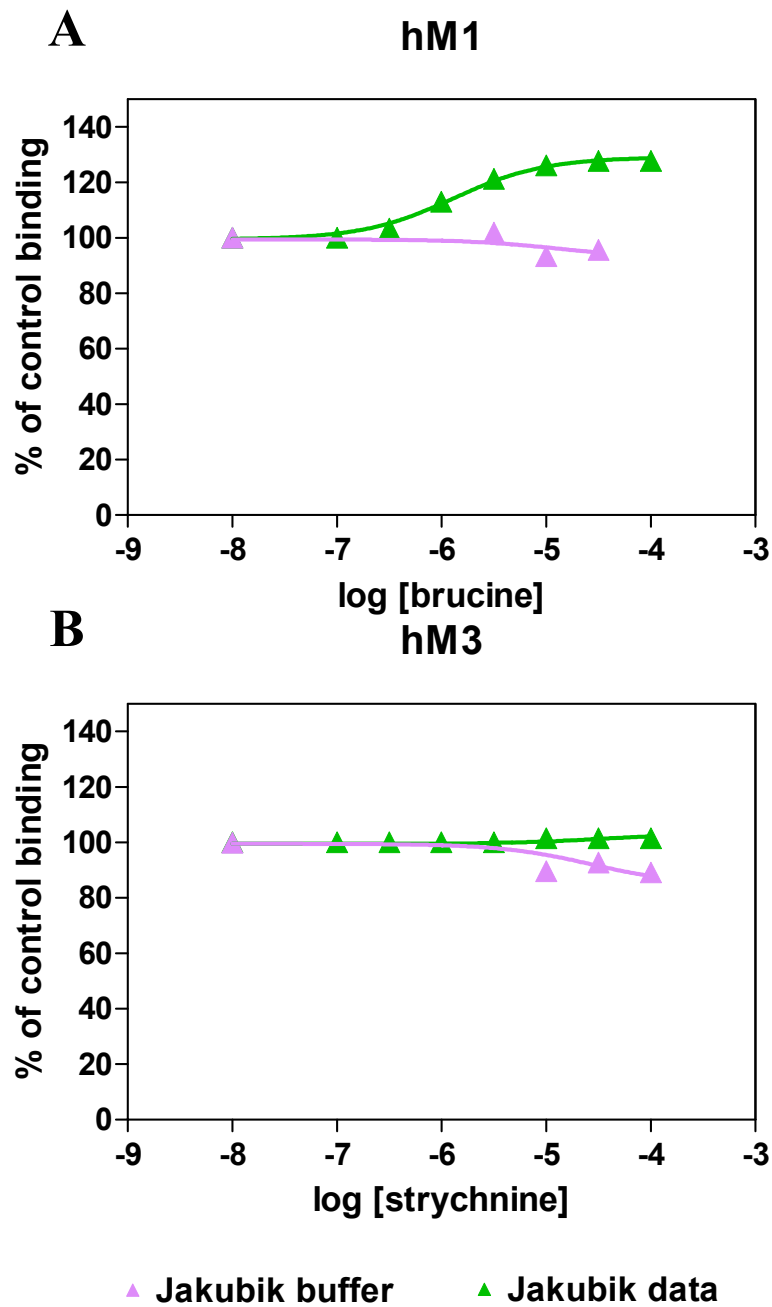 A
hM1
% of control binding
140
120
100
80
60
40
20
0
-9 -8 -7 -6 -5 -4 -3
log [brucine]
B
hM3
% of control binding
140
120
100
80
60
40
20
0
-9 -8 -7 -6 -5 -4 -3
log [strychnine]
Jakubik buffer Jakubik data